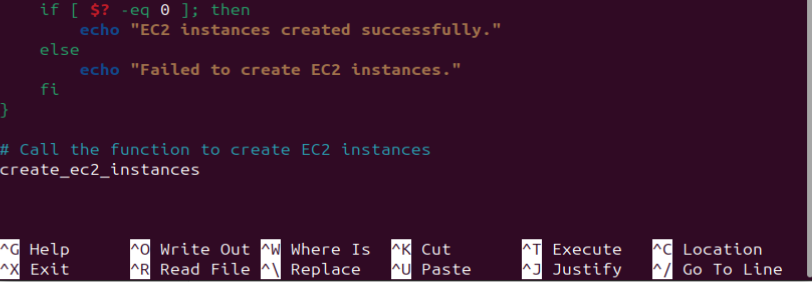 if [ $? -eq 0 ]; then
        echo "EC2 instances created successfully."
    else
        echo "Failed to create EC2 instances."
    fi
}
# Call the function to create EC2 instances
create_ec2_instances
^G Help ^O Write Out ^W Where Is ^K Cut ^T Execute ^C Location
^X Exit ^R Read File ^\ Replace ^U Paste ^J Justify ^/ Go To Line